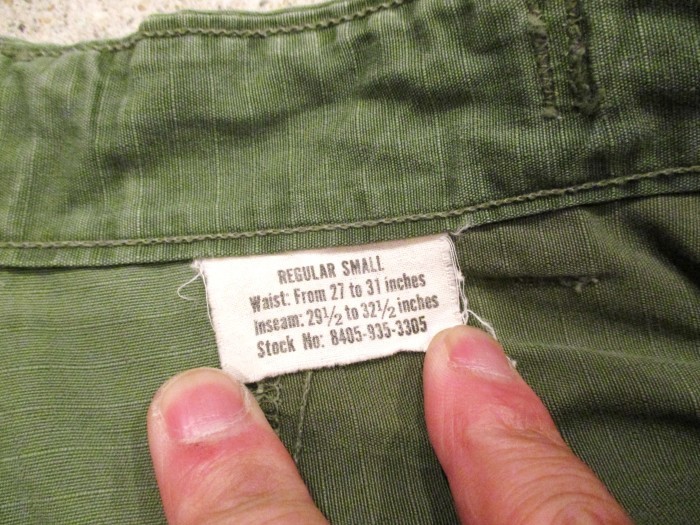 REGULAR SMALL
Waist: From 27 to 31 inches
Inseam: 29½ to 32½ inches
Stock No: 8405-935-3305